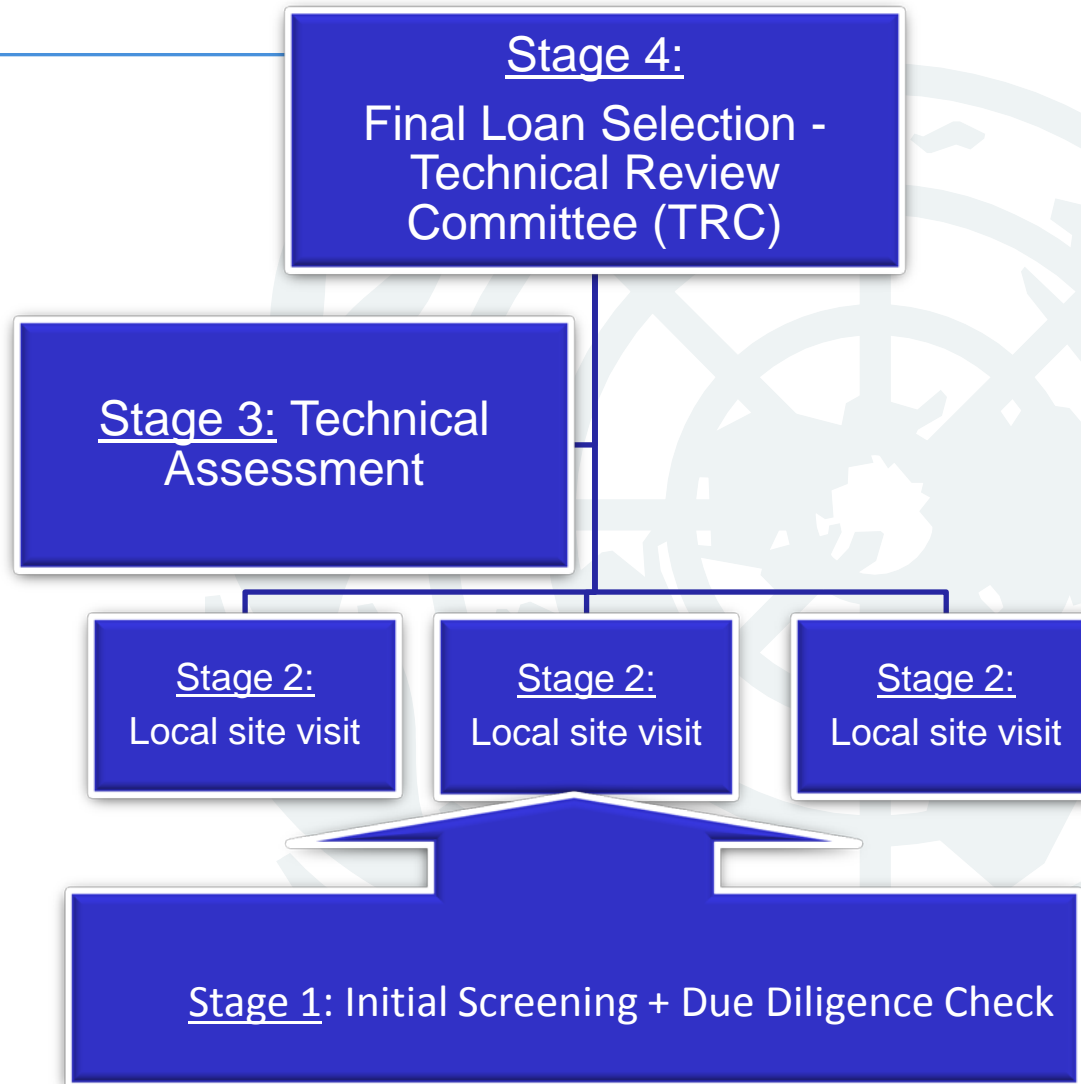 Stage 4:
Final Loan Selection -
Technical Review
Committee (TRC)
Stage 3: Technical
Assessment
Stage 2:
Local site visit
Stage 2:
Local site visit
Stage 2:
Local site visit
Stage 1: Initial Screening + Due Diligence Check